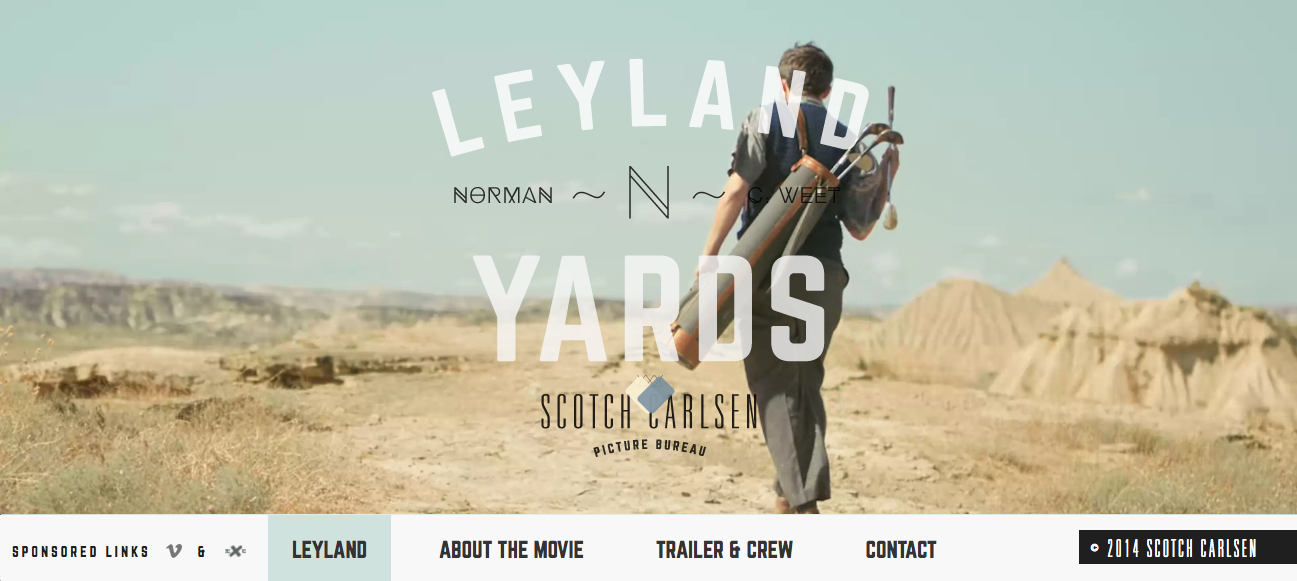 LEYLAND
NORMAN ~ N ~ C. WEET
YARDS
SCOTCH CARLSEN
PICTURE BUREAU
SPONSORED LINKS & LEYLAND ABOUT THE MOVIE TRAILER & CREW CONTACT © 2014 SCOTCH CARLSEN